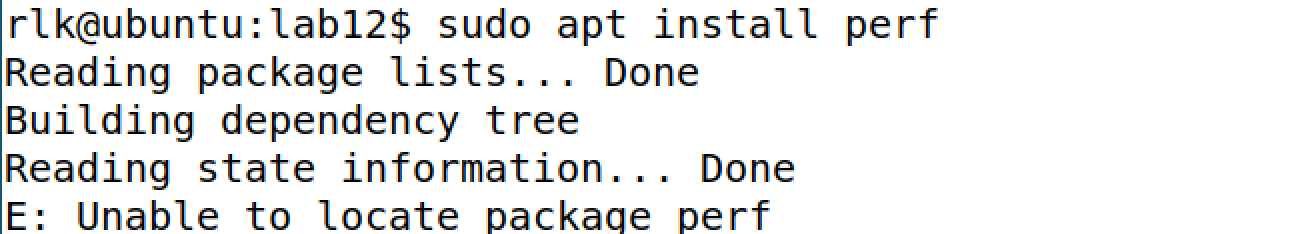 rlk@ubuntu:lab12$ sudo apt install perf
Reading package lists... Done
Building dependency tree
Reading state information... Done
E: Unable to locate package perf